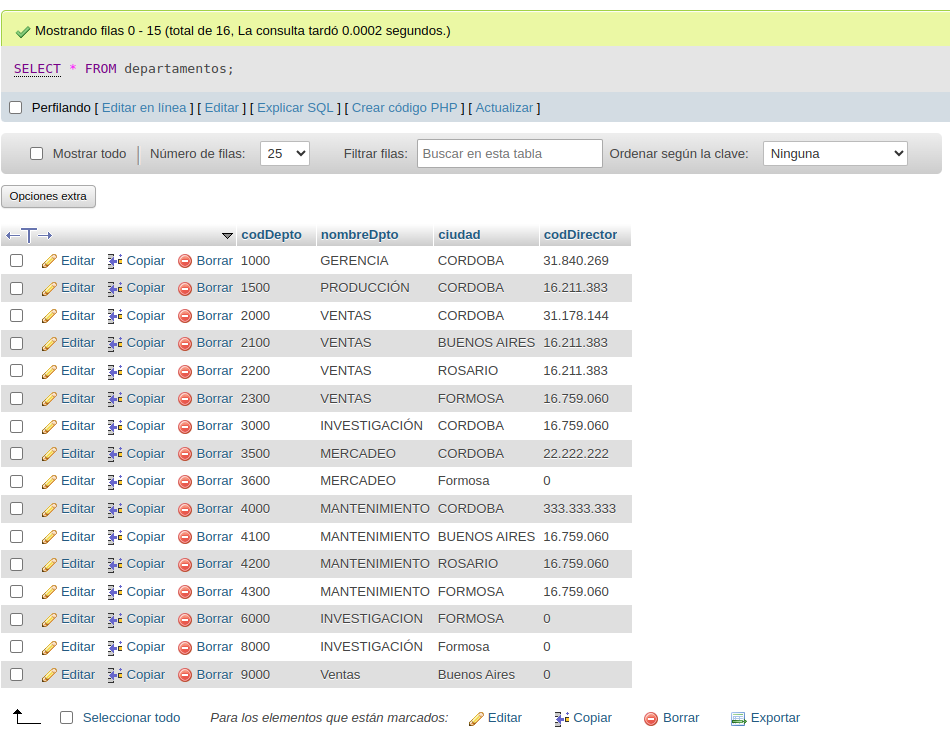 Mostrando filas 0 - 15 (total de 16, La consulta tardó 0.0002 segundos.)
SELECT * FROM departamentos;
Perfilando [ Editar en línea ] [ Editar ] [ Explicar SQL ] [ Crear código PHP ] [ Actualizar ]
Mostrar todo Número de filas: 25 Filtrar filas: Buscar en esta tabla Ordenar según la clave: Ninguna
Opciones extra
codDepto nombreDpto ciudad codDirector
Editar Copiar Borrar 1000 GERENCIA CORDOBA 31.840.269
Editar Copiar Borrar 1500 PRODUCCIÓN CORDOBA 16.211.383
Editar Copiar Borrar 2000 VENTAS CORDOBA 31.178.144
Editar Copiar Borrar 2100 VENTAS BUENOS AIRES 16.211.383
Editar Copiar Borrar 2200 VENTAS ROSARIO 16.211.383
Editar Copiar Borrar 2300 VENTAS FORMOSA 16.759.060
Editar Copiar Borrar 3000 INVESTIGACIÓN CORDOBA 16.759.060
Editar Copiar Borrar 3500 MERCADEO CORDOBA 22.222.222
Editar Copiar Borrar 3600 MERCADEO Formosa 0
Editar Copiar Borrar 4000 MANTENIMIENTO CORDOBA 333.333.333
Editar Copiar Borrar 4100 MANTENIMIENTO BUENOS AIRES 16.759.060
Editar Copiar Borrar 4200 MANTENIMIENTO ROSARIO 16.759.060
Editar Copiar Borrar 4300 MANTENIMIENTO FORMOSA 16.759.060
Editar Copiar Borrar 6000 INVESTIGACION FORMOSA 0
Editar Copiar Borrar 8000 INVESTIGACIÓN Formosa 0
Editar Copiar Borrar 9000 Ventas Buenos Aires 0
Seleccionar todo Para los elementos que están marcados: Editar Copiar Borrar Exportar